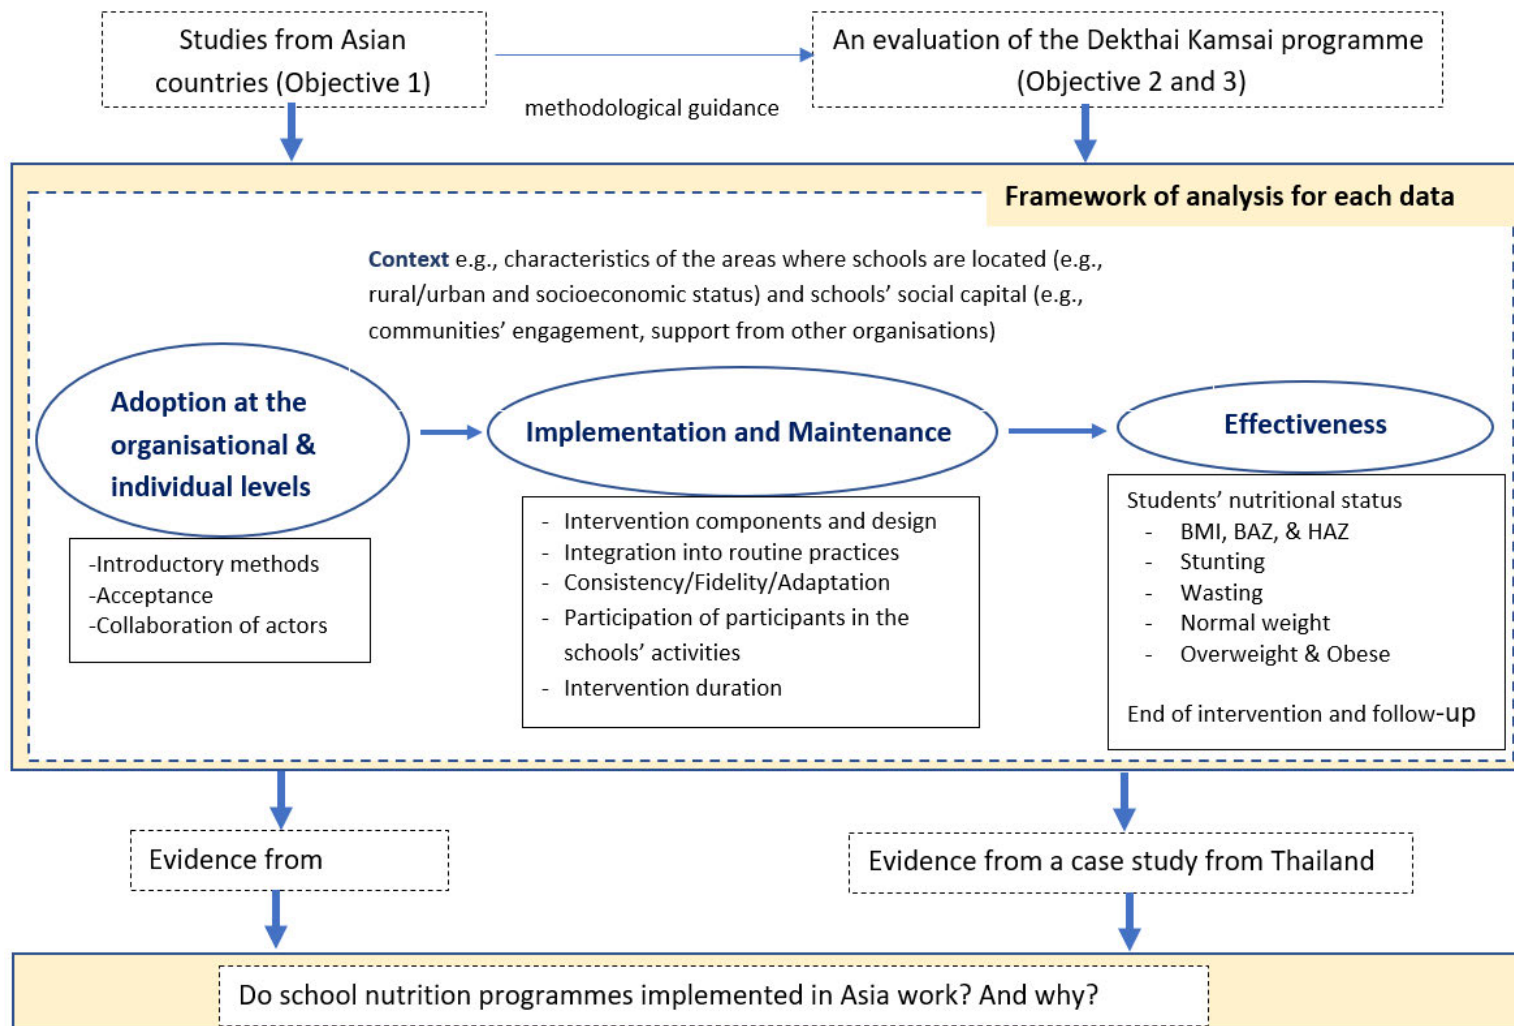 Studies from Asian
countries (Objective 1)
methodological guidance
An evaluation of the Dekthai Kamsai programme
(Objective 2 and 3)
Framework of analysis for each data
Context e.g., characteristics of the areas where schools are located (e.g.,
rural/urban and socioeconomic status) and schools’ social capital (e.g.,
communities’ engagement, support from other organisations)
Adoption at the
organisational &
individual levels
-Introductory methods
-Acceptance
-Collaboration of actors
Implementation and Maintenance
- Intervention components and design
- Integration into routine practices
- Consistency/Fidelity/Adaptation
- Participation of participants in the
schools’ activities
- Intervention duration
Effectiveness
Students’ nutritional status
- BMI, BAZ, & HAZ
- Stunting
- Wasting
- Normal weight
- Overweight & Obese
End of intervention and follow-up
Evidence from
Evidence from a case study from Thailand
Do school nutrition programmes implemented in Asia work? And why?